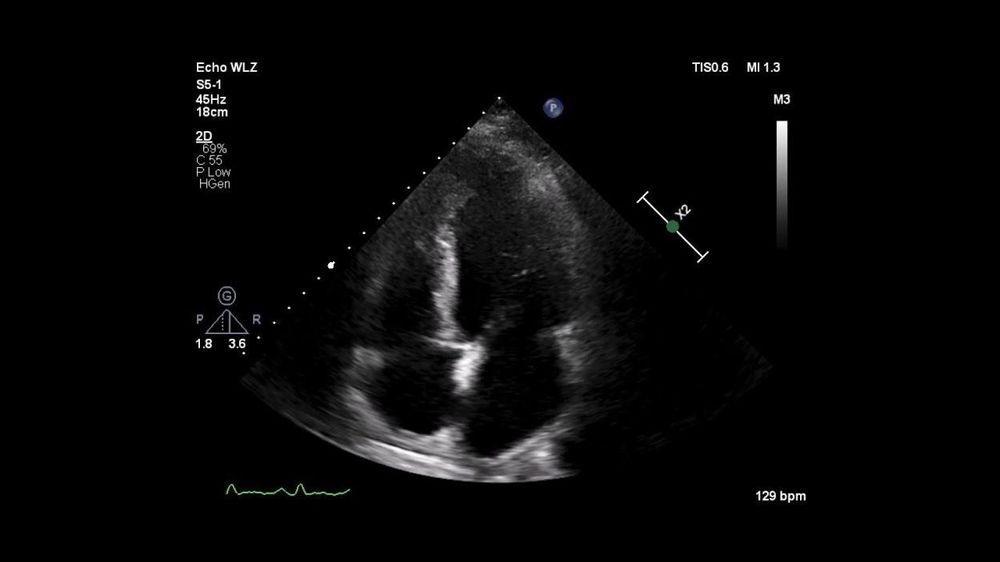 Echo WLZ
TIS0.6 MI 1.3
S5-1
45Hz
18cm
M3
P
2D
69%
C 55
P Low
HGen
X2
G
P R
1.8 3.6
129 bpm